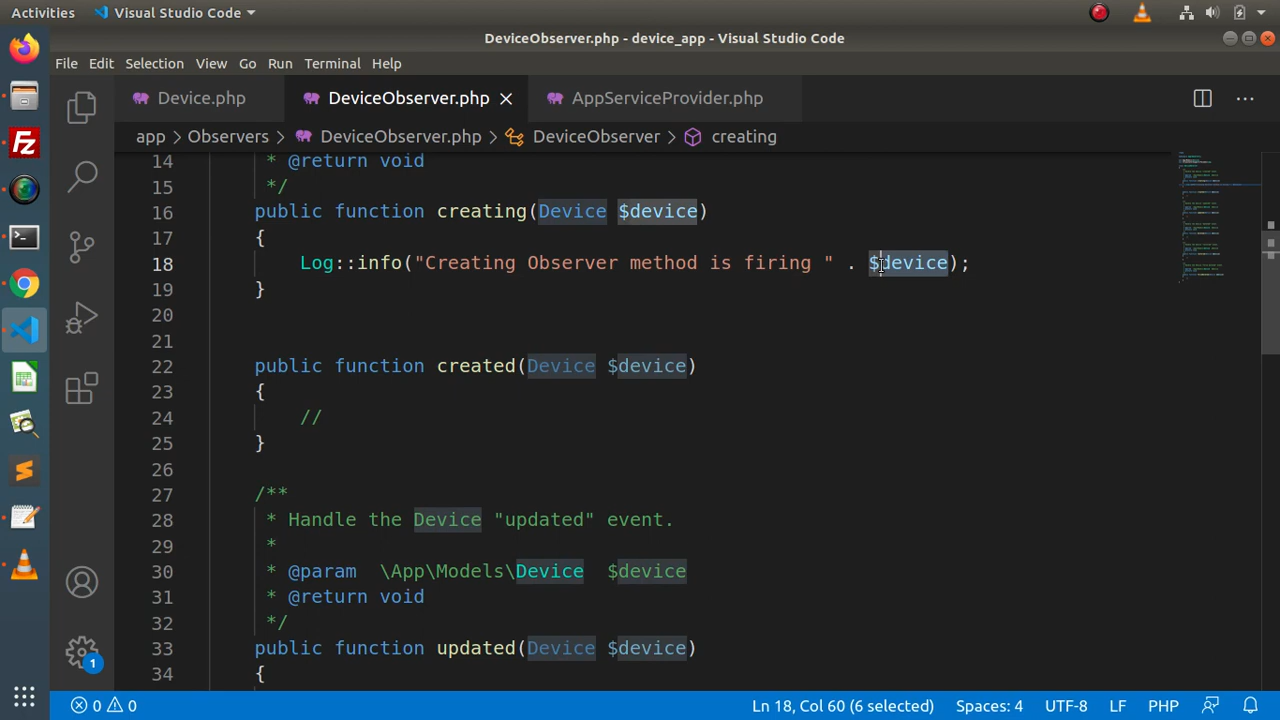 Activities
Visual Studio Code
DeviceObserver.php - device_app - Visual Studio Code
File Edit Selection View Go Run Terminal Help
Device.php
DeviceObserver.php
AppServiceProvider.php
app > Observers > DeviceObserver.php > DeviceObserver > creating
14 * @return void
15 */
16 public function creating(Device $device)
17 {
18 Log::info("Creating Observer method is firing " . $device);
19 }
20
21
22 public function created(Device $device)
23 {
24 //
25 }
26
27 /**
28 * Handle the Device "updated" event.
29 *
30 * @param \App\Models\Device $device
31 * @return void
32 */
33 public function updated(Device $device)
34 {
1
0 0 Ln 18, Col 60 (6 selected) Spaces: 4 UTF-8 LF PHP